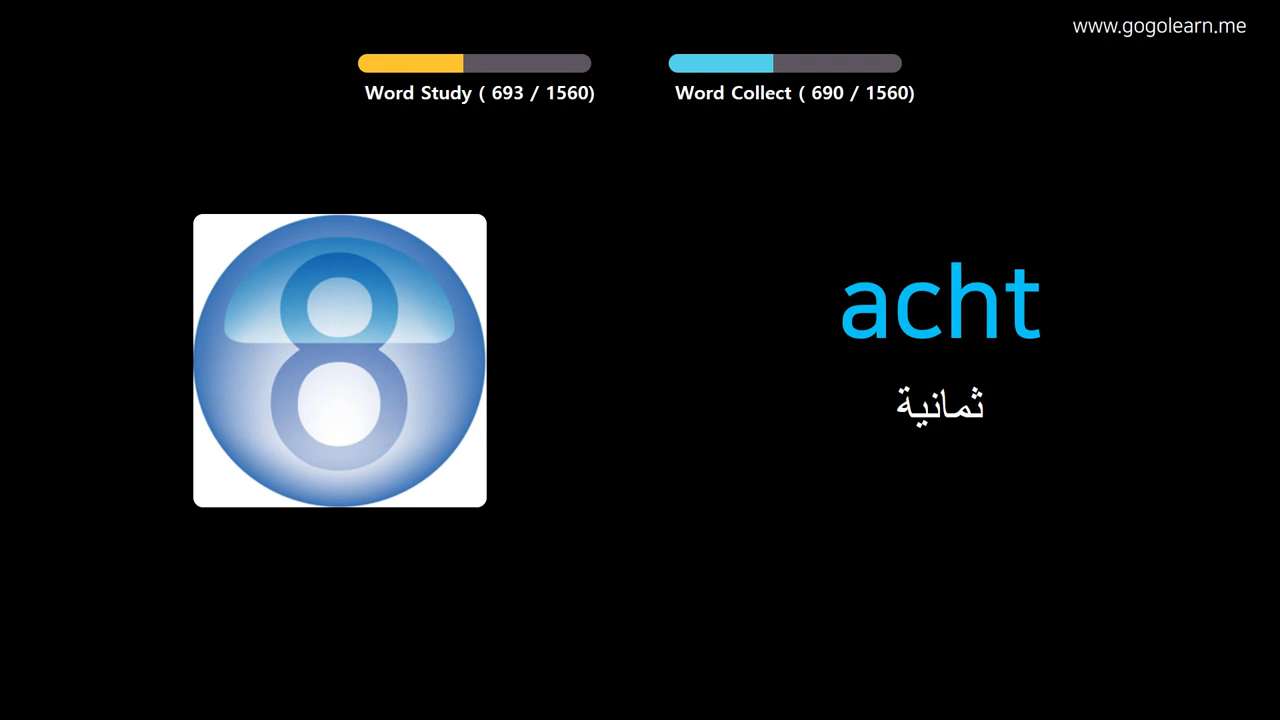 www.gogolearn.me
Word Study ( 693 / 1560)
Word Collect ( 690 / 1560)
8
acht
ثمانية